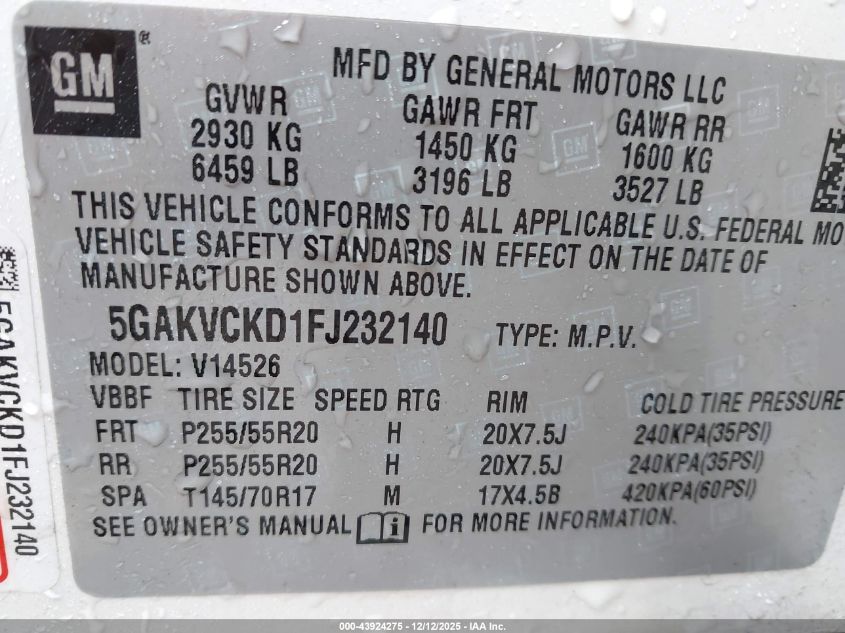 GM ®
MFD BY GENERAL MOTORS LLC
GVWR GAWR FRT GAWR RR
2930 KG 1450 KG 1600 KG
6459 LB 3196 LB 3527 LB
THIS VEHICLE CONFORMS TO ALL APPLICABLE U.S. FEDERAL MO
VEHICLE SAFETY STANDARDS IN EFFECT ON THE DATE OF
MANUFACTURE SHOWN ABOVE.
5GAKVCKD1FJ232140 TYPE: M.P.V.
MODEL: V14526
VBBF TIRE SIZE SPEED RTG RIM COLD TIRE PRESSURE
FRT P255/55R20 H 20X7.5J 240KPA(35PSI)
RR P255/55R20 H 20X7.5J 240KPA(35PSI)
SPA T145/70R17 M 17X4.5B 420KPA(60PSI)
SEE OWNER'S MANUAL i FOR MORE INFORMATION.
5GAKVCKD1FJ232140
000-43924275 - 12/12/2025 - IAA Inc.